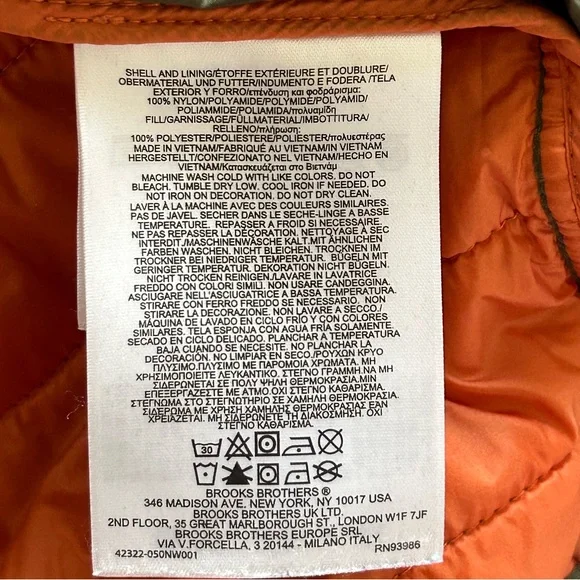 SHELL AND LINING/ÉTOFFE EXTÉRIEURE ET DOUBLURE/
OBERMATERIAL UND FUTTER/INDUMENTO E FODERA /TELA
EXTERIOR Y FORRO/επένδυση και φοδράρισμα:
100% NYLON/POLYAMIDE/POLYMIDE/POLYAMID/
POLIAMMIDE/POLIAMIDA/πολυαμίδη
FILL/GARNISSAGE/FÜLLMATERIAL/IMBOTTITURA/
RELLENO/πλήρωση:
100% POLYESTER/POLIESTERE/POLIESTER/πολυεστέρας
MADE IN VIETNAM/FABRIQUÉ AU VIETNAM/IN VIETNAM
HERGESTELLT/CONFEZIONATO NEL VIETNAM/HECHO EN
VIETNAM/Κατασκευάζεται στο Βιετνάμ
MACHINE WASH COLD WITH LIKE COLORS. DO NOT
BLEACH. TUMBLE DRY LOW. COOL IRON IF NEEDED. DO
NOT IRON ON DECORATION. DO NOT DRY CLEAN.
LAVER À LA MACHINE AVEC DES COULEURS SIMILAIRES.
PAS DE JAVEL. SÉCHER DANS LE SECHE-LINGE A BASSE
TEMPERATURE. REPASSER A FROID SI NECESSAIRE.
NE PAS REPASSER LA DÉCORATION. NETTOYAGE A SEC
INTERDIT./MASCHINENWÄSCHE KALT.MIT ÄHNLICHEN
FARBEN WASCHEN. NICHT BLEICHEN. TROCKNEN IM
TROCKNER BEI NIEDRIGER TEMPERATUR. BÜGELN MIT
GERINGER TEMPERATUR. DEKORATION NICHT BÜGELN
NICHT TROCKEN REINIGEN./LAVARE IN LAVATRICE
FREDDO CON COLORI SIMILI. NON USARE CANDEGGINA.
ASCIUGARE NELL'ASCIUGATRICE A BASSA TEMPERATURA.
STIRARE CON FERRO FREDDO SE NECESSARIO. NON
STIRARE LA DECORAZIONE. NON LAVARE A SECCO./
MÁQUINA DE LAVADO EN CICLO FRÍO Y CON COLORES
SIMILARES. TELA ESPONJA CON AGUA FRÍA SOLAMENTE.
SECADO EN CICLO DELICADO. PLANCHAR A TEMPERATURA
BAJA CUANDO SE NECESITE. NO PLANCHAR LA
DECORACIÓN. NO LIMPIAR EN SECO./ΡΟΥΧΩΝ ΚΡΥΟ
ΠΛΥΣΙΜΟ.ΠΛΥΣΙΜΟ ΜΕ ΠΑΡΟΜΟΙΑ ΧΡΩΜΑΤΑ. ΜΗ
ΧΡΗΣΙΜΟΠΟΙΕΙΤΕ ΛΕΥΚΑΝΤΙΚΟ. ΣΤΕΓΝΟ ΓΡΑΜΜΗ.ΝΑ ΜΗ
ΣΙΔΕΡΩΝΕΤΑΙ ΣΕ ΠΟΛΥ ΨΗΛΗ ΘΕΡΜΟΚΡΑΣΙΑ.ΜΙΝ
ΕΠΕΞΕΡΓΑΖΕΣΤΕ ΜΕ ΑΤΜΟ ΣΤΟ ΣΙΔΕΡΩΜΑ.
ΣΤΕΓΝΩΜΑ ΣΤΟ ΣΤΕΓΝΩΤΗΡΙΟ ΣΕ ΧΑΜΗΛΗ ΘΕΡΜΟΚΡΑΣΙΑ.
ΣΙΔΕΡΩΜΑ ΜΕ ΧΡΗΣΗ ΧΑΜΗΛΗΣ ΘΕΡΜΟΚΡΑΣΙΑΣ ΕΑΝ
ΧΡΕΙΑΖΕΤΑΙ. ΜΗ ΣΙΔΕΡΩΝΕΤΕ ΤΗ ΔΙΑΚΟΣΜΗΣΗ. ΟΧΙ
ΣΤΕΓΝΟ ΚΑΘΑΡΙΣΜΑ.
30
BROOKS BROTHERS ®
346 MADISON AVE. NEW YORK, NY 10017 USA
BROOKS BROTHERS UK LTD.
2ND FLOOR, 35 GREAT MARLBOROUGH ST., LONDON W1F 7JF
BROOKS BROTHERS EUROPE SRL
VIA V.FORCELLA, 3 20144 - MILANO ITALY
42322-050NW001 RN93986